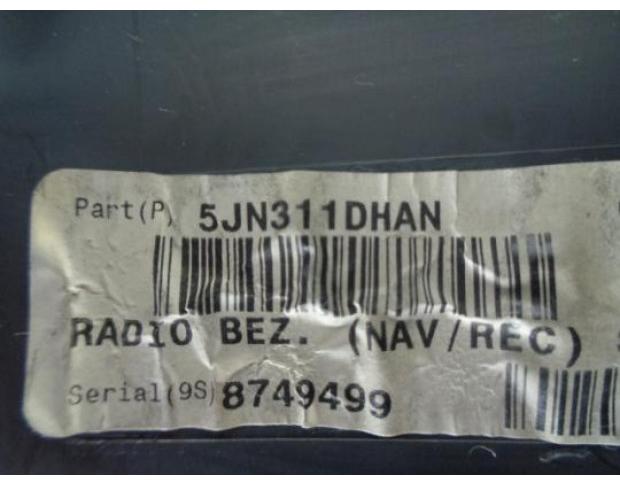 Part(P) 5JN311DHAN
RADIO BEZ. (NAV/REC)
Serial(9S) 8749499